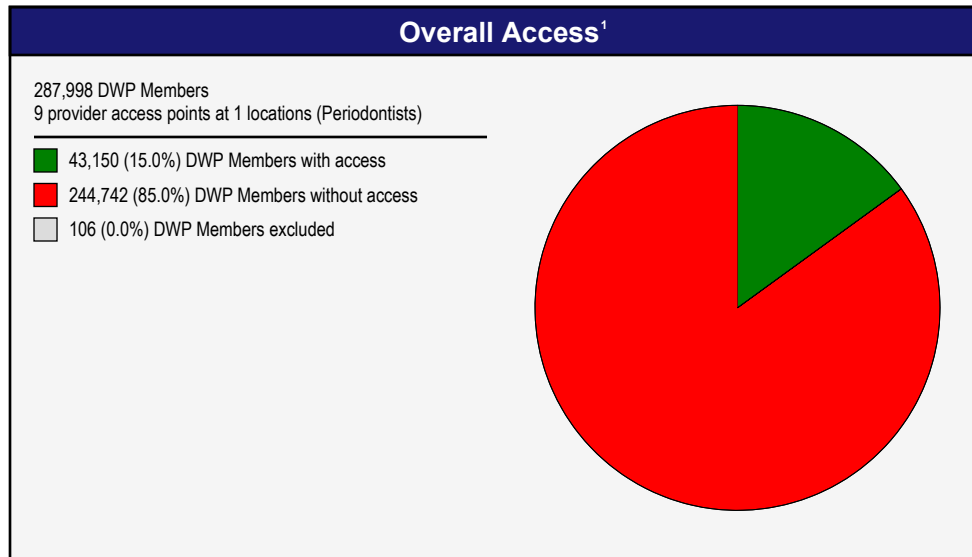 Overall Access¹
287,998 DWP Members
9 provider access points at 1 locations (Periodontists)
43,150 (15.0%) DWP Members with access
244,742 (85.0%) DWP Members without access
106 (0.0%) DWP Members excluded